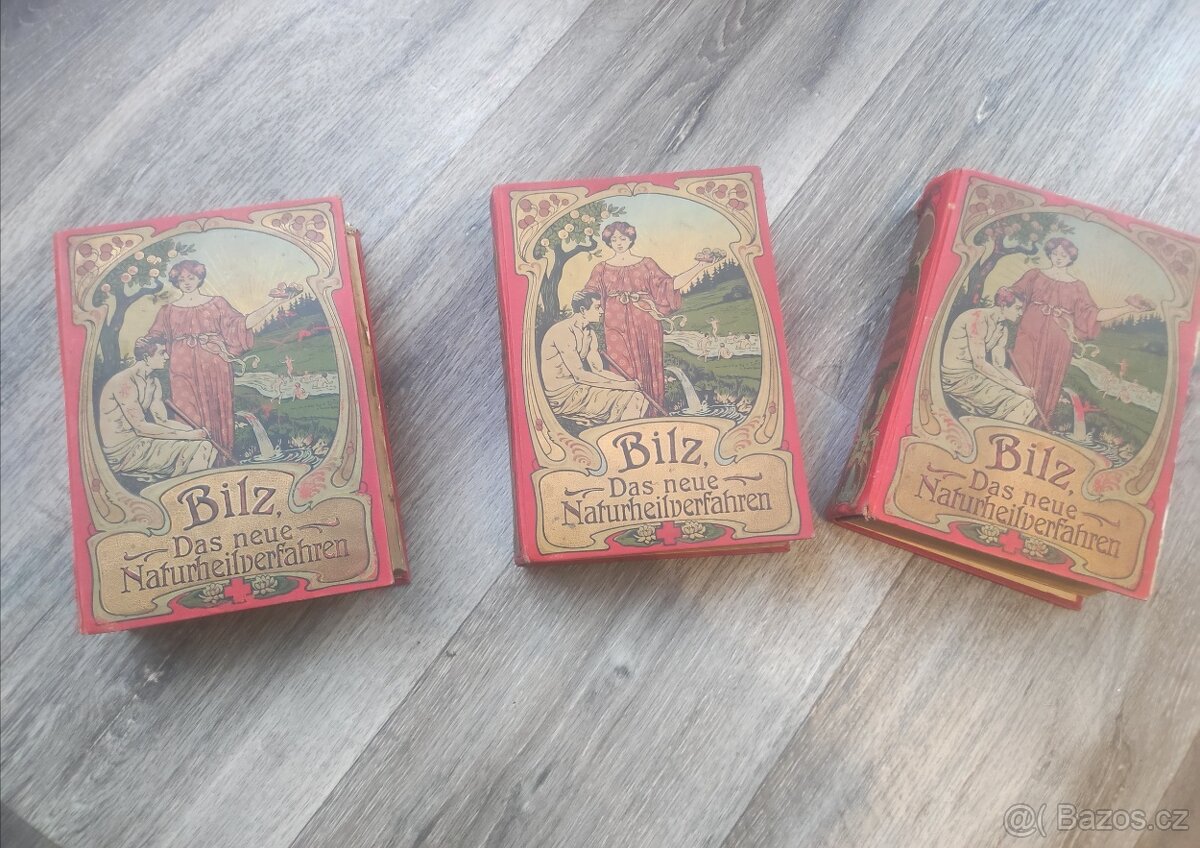 Bilz,
Das neue
Naturheilverfahren
Bilz,
Das neue
Naturheilverfahren
Bilz,
Das neue
Naturheilverfahren
@( Bazos.cz